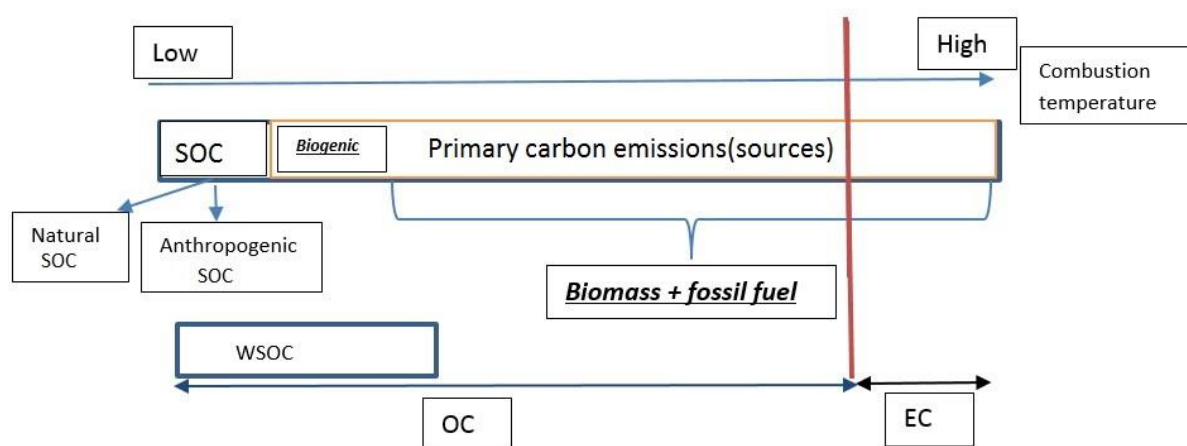 Low
High
Combustion
temperature
SOC
Biogenic
Primary carbon emissions(sources)
Natural
SOC
Anthropogenic
SOC
Biomass + fossil fuel
WSOC
OC
EC